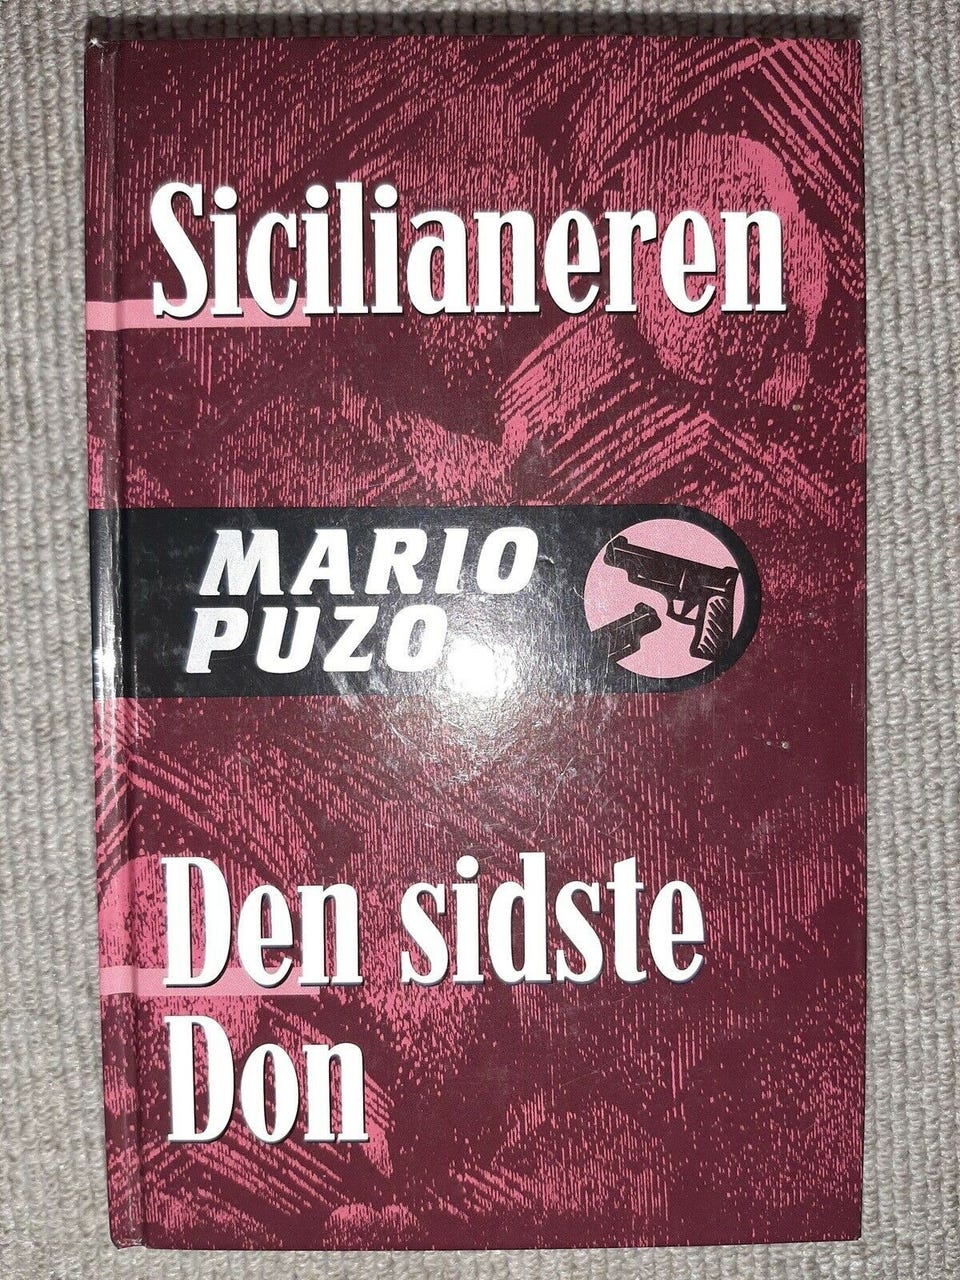 Sicilianeren
MARIO
PUZO
Den sidste
Don